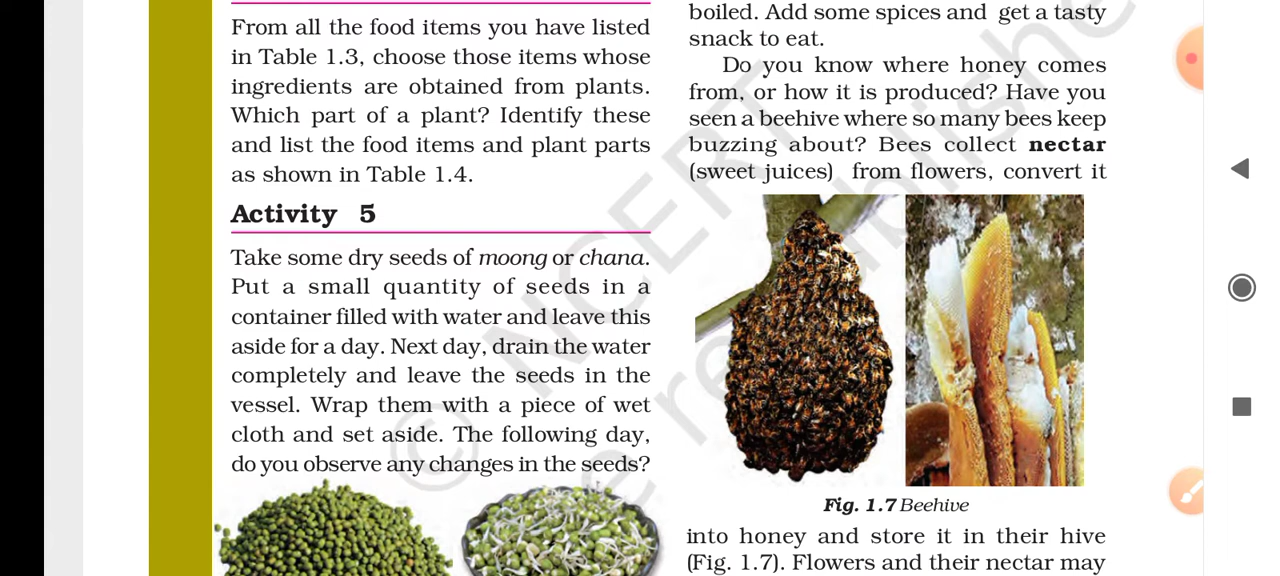 From all the food items you have listed
in Table 1.3, choose those items whose
ingredients are obtained from plants.
Which part of a plant? Identify these
and list the food items and plant parts
as shown in Table 1.4.
Activity 5
Take some dry seeds of moong or chana.
Put a small quantity of seeds in a
container filled with water and leave this
aside for a day. Next day, drain the water
completely and leave the seeds in the
vessel. Wrap them with a piece of wet
cloth and set aside. The following day,
do you observe any changes in the seeds?
boiled. Add some spices and get a tasty
snack to eat.
Do you know where honey comes
from, or how it is produced? Have you
seen a beehive where so many bees keep
buzzing about? Bees collect nectar
(sweet juices) from flowers, convert it
Fig. 1.7 Beehive
into honey and store it in their hive
(Fig. 1.7). Flowers and their nectar may
© NCERT